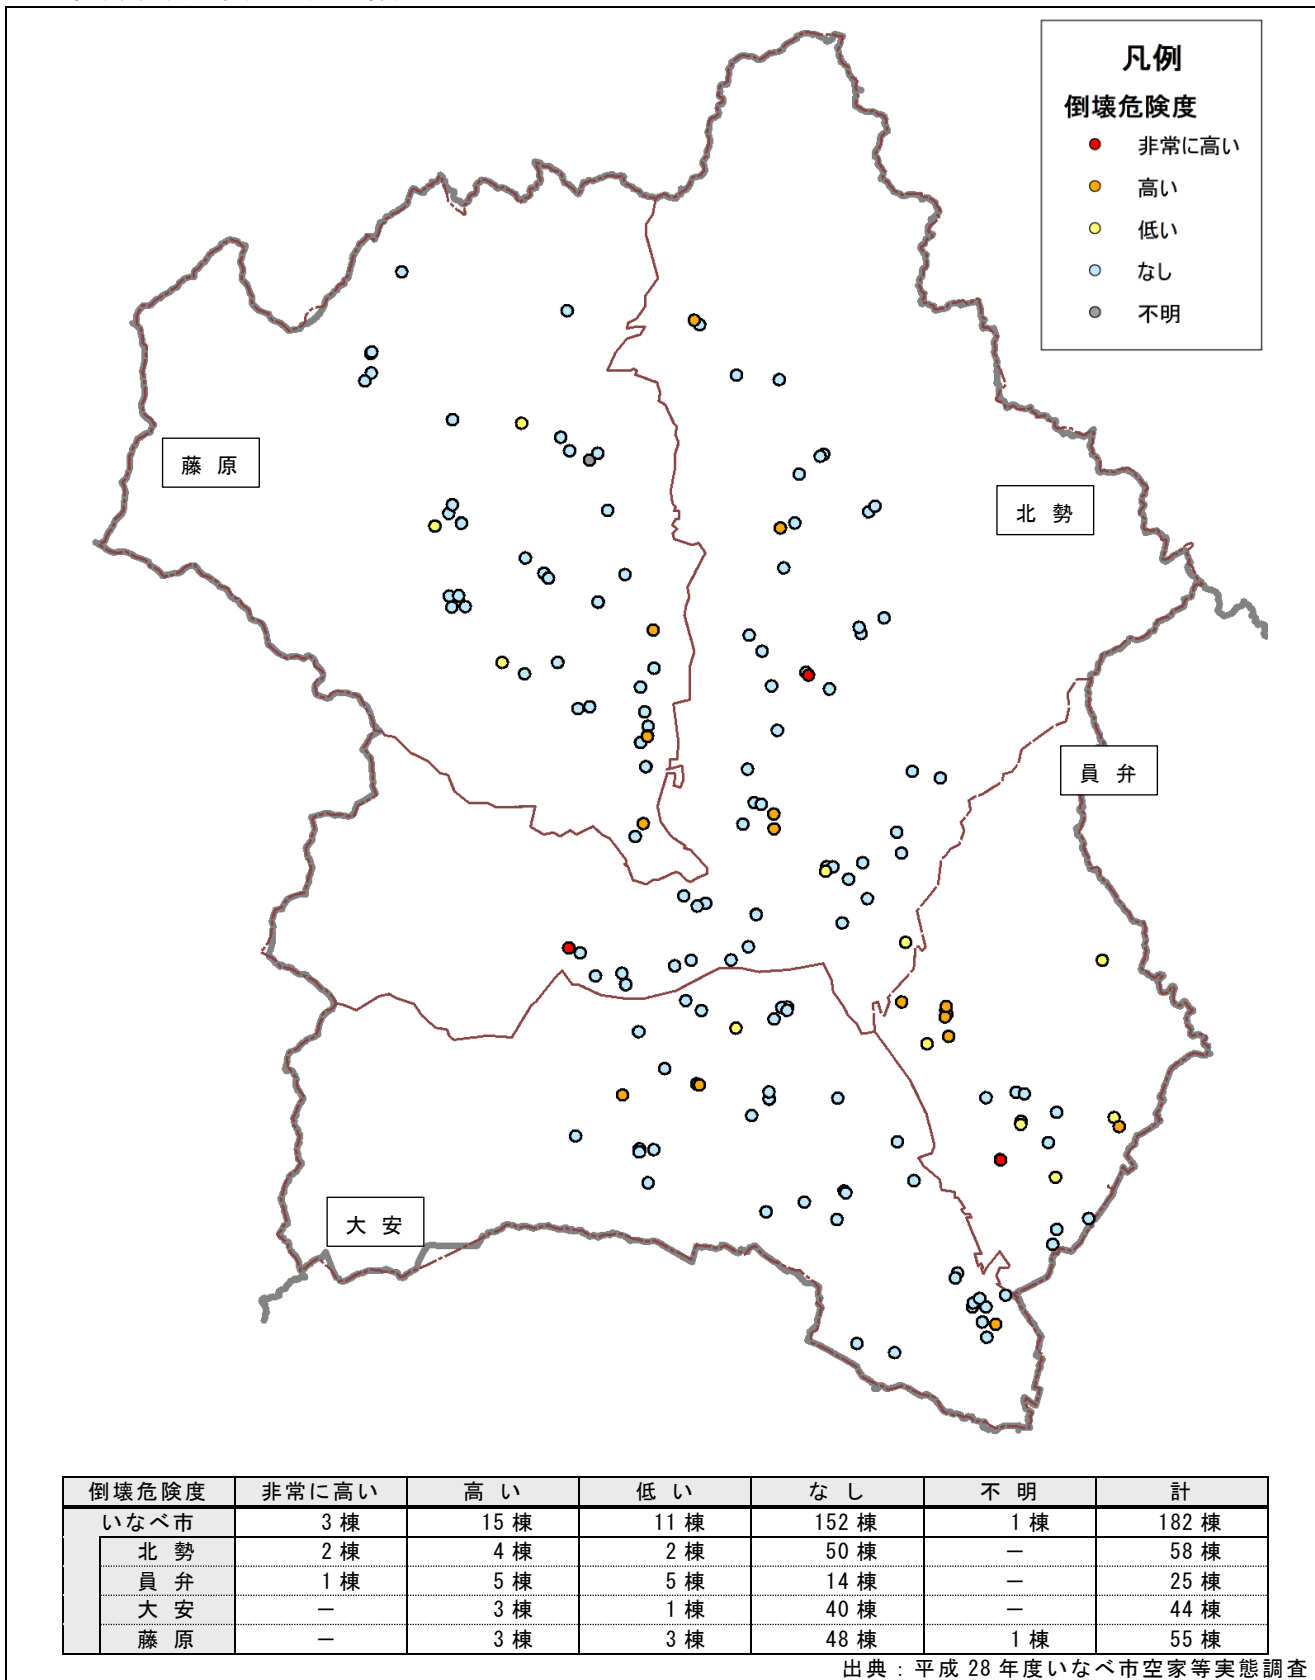 凡例
倒壊危険度
非常に高い
高い
低い
なし
不明
藤 原
北 勢
員 弁
大 安
倒壊危険度 非常に高い 高 い 低 い な し 不 明 計
いなべ市 3 棟 15 棟 11 棟 152 棟 1 棟 182 棟
北 勢 2 棟 4 棟 2 棟 50 棟 － 58 棟
員 弁 1 棟 5 棟 5 棟 14 棟 － 25 棟
大 安 － 3 棟 1 棟 40 棟 － 44 棟
藤 原 － 3 棟 3 棟 48 棟 1 棟 55 棟
出典：平成 28 年度いなべ市空家等実態調査